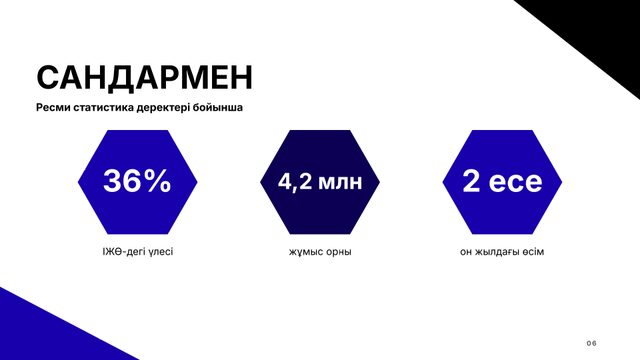 САНДАРМЕН
Ресми статистика деректері бойынша
36%
4,2 млн
2 есе
ІЖӨ-дегі үлесі
жұмыс орны
он жылдағы өсім
06